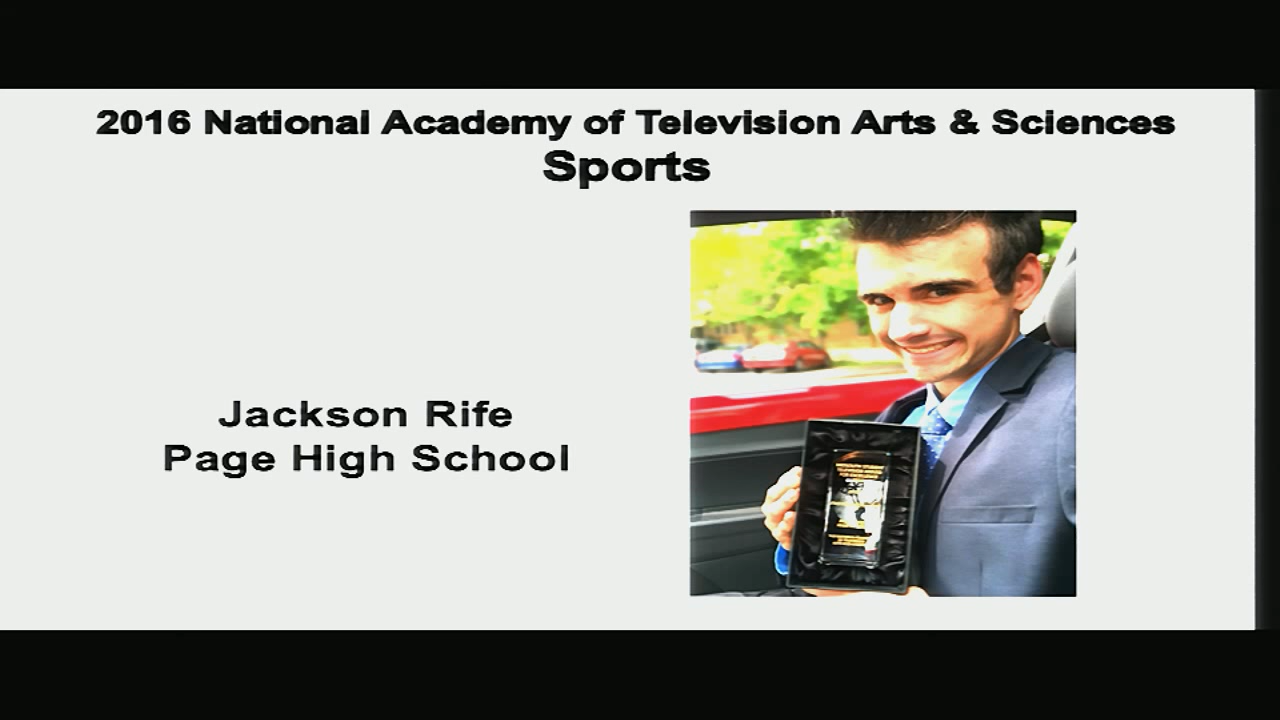 2016 National Academy of Television Arts & Sciences
Sports
Jackson Rife
Page High School